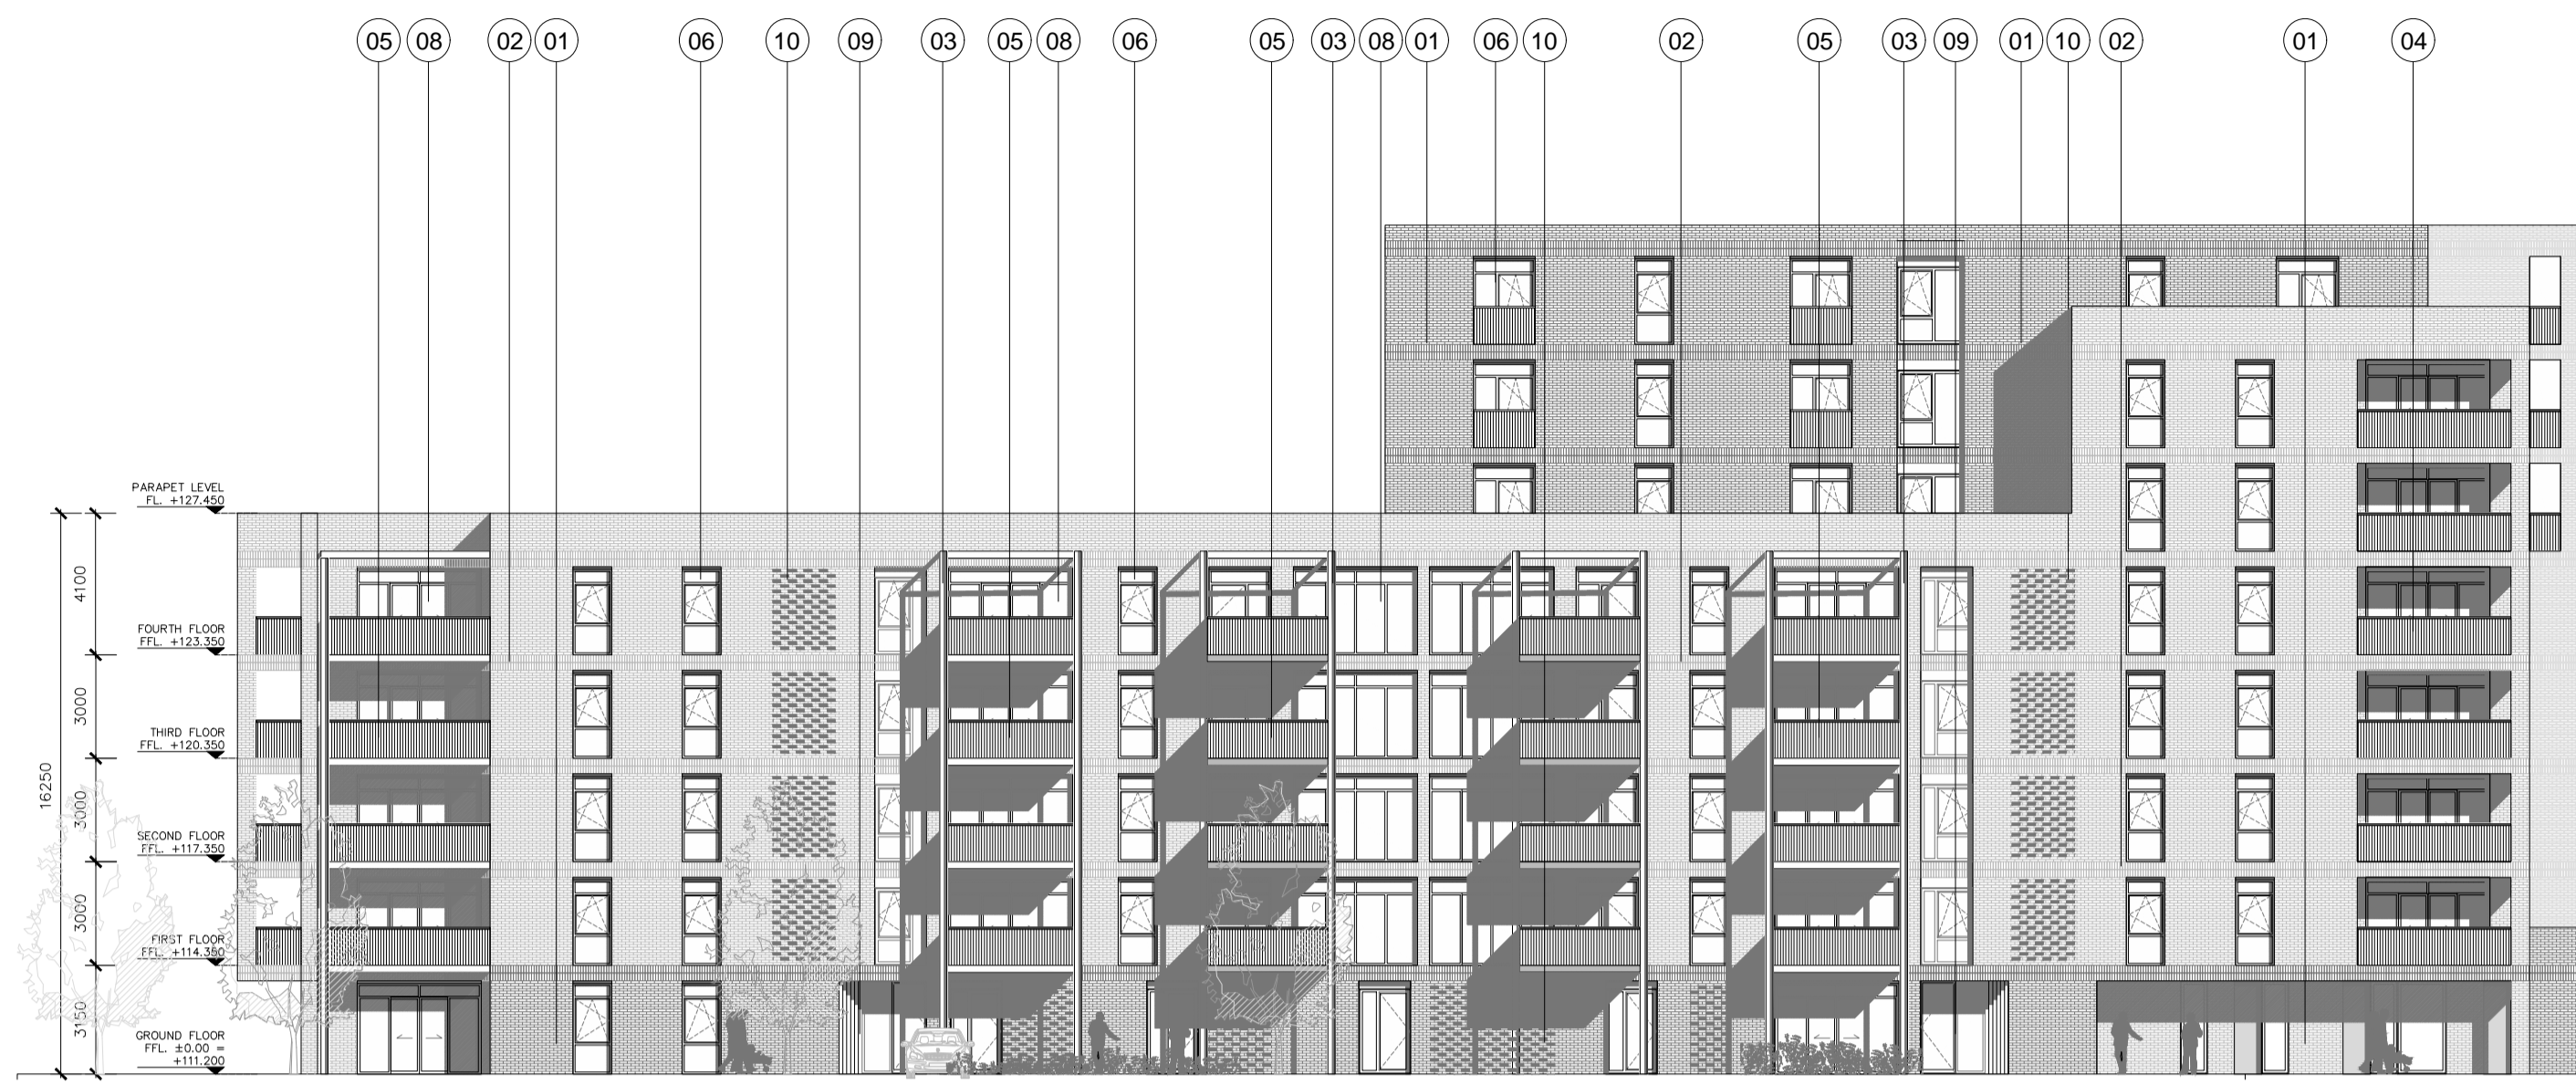 05 08 02 01 06 10 09 03 05 08 06 05 03 08 01 06 10 02 05 03 09 01 10 02 01 04
PARAPET LEVEL
FL. +127.450
4100
FOURTH FLOOR
FFL. +123.350
3000
THIRD FLOOR
FFL. +120.350
16250
3000
SECOND FLOOR
FFL. +117.350
3000
FIRST FLOOR
FFL. +114.350
3150
GROUND FLOOR
FFL. ±0.00 =
+111.200